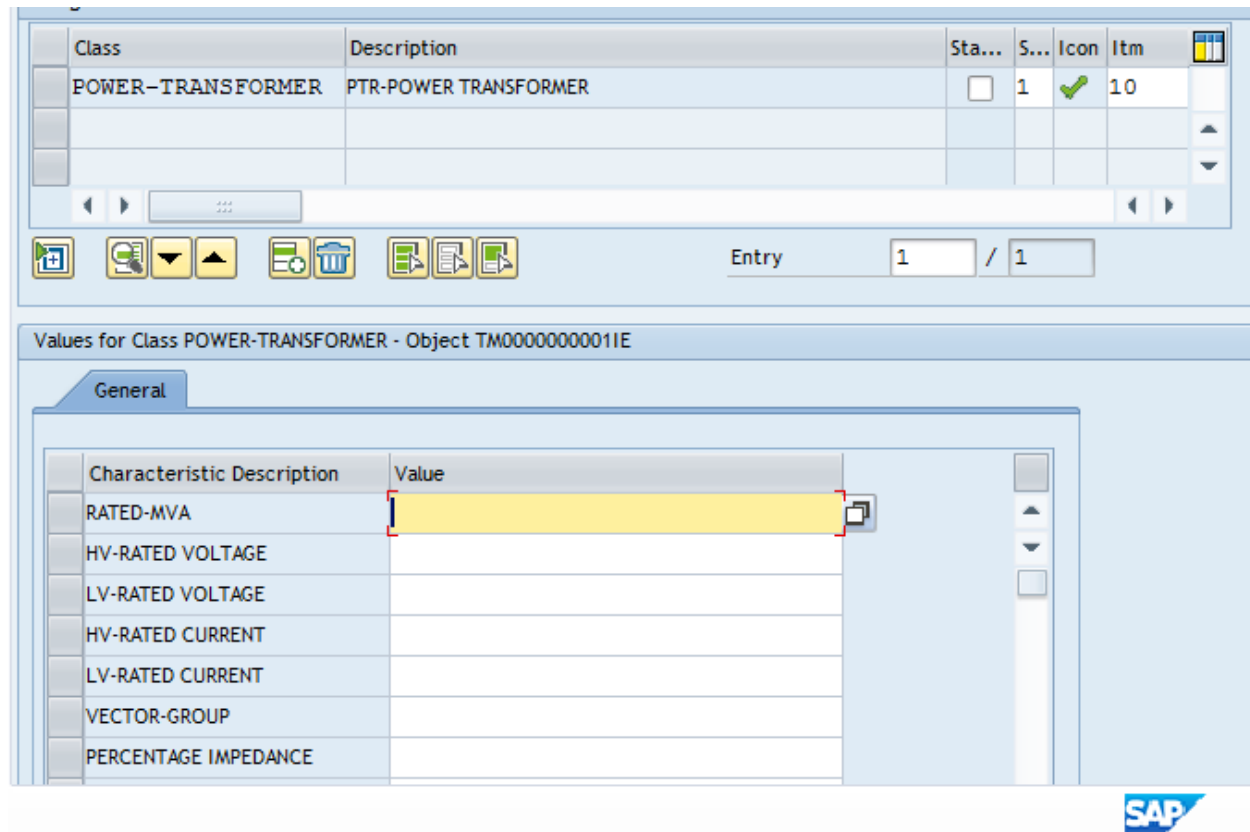 Class Description Sta... S... Icon Itm
POWER-TRANSFORMER PTR-POWER TRANSFORMER 1 10
Entry 1 / 1
Values for Class POWER-TRANSFORMER - Object TM0000000001IE
General
Characteristic Description Value
RATED-MVA
HV-RATED VOLTAGE
LV-RATED VOLTAGE
HV-RATED CURRENT
LV-RATED CURRENT
VECTOR-GROUP
PERCENTAGE IMPEDANCE
SAP